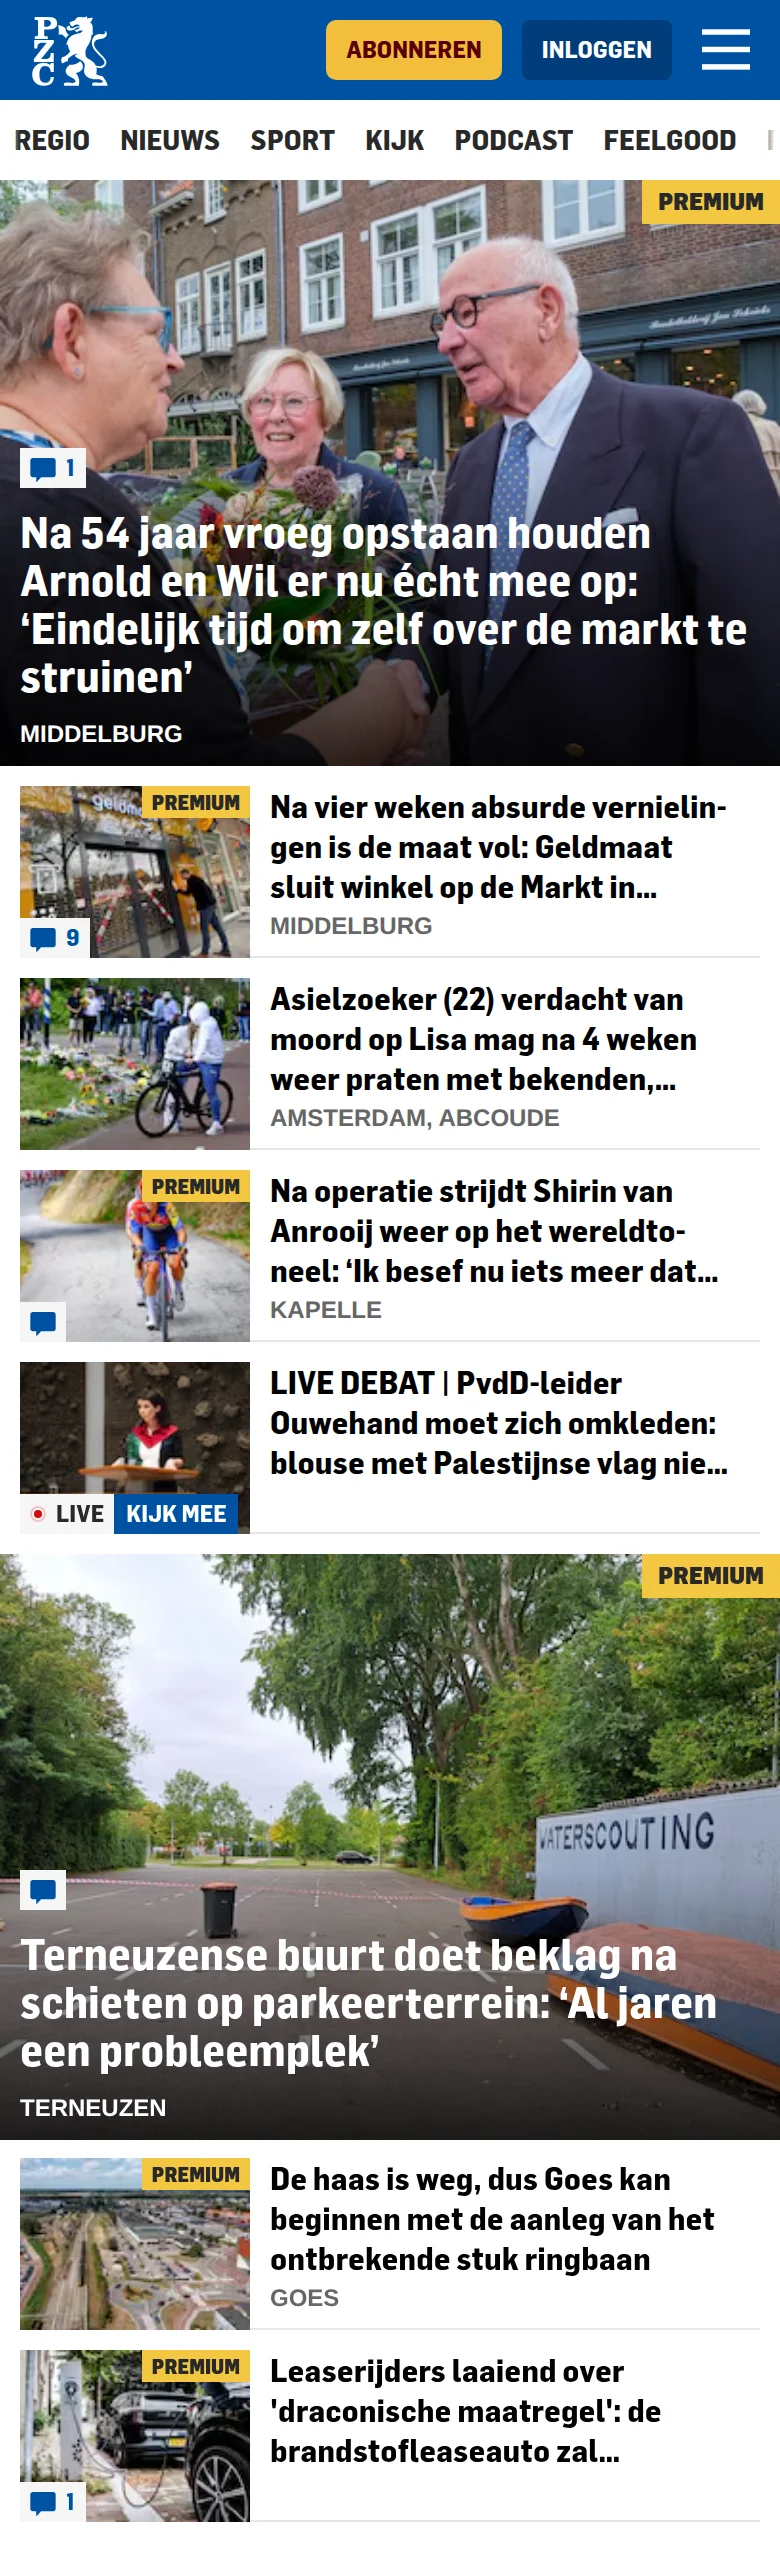 PZC
ABONNEREN
INLOGGEN
REGIO NIEUWS SPORT KIJK PODCAST FEELGOOD
PREMIUM
1
Na 54 jaar vroeg opstaan houden
Arnold en Wil er nu écht mee op:
‘Eindelijk tijd om zelf over de markt te
struinen’
MIDDELBURG
PREMIUM
9
Na vier weken absurde vernielin-
gen is de maat vol: Geldmaat
sluit winkel op de Markt in...
MIDDELBURG
Asielzoeker (22) verdacht van
moord op Lisa mag na 4 weken
weer praten met bekenden,...
AMSTERDAM, ABCOUDE
PREMIUM
Na operatie strijdt Shirin van
Anrooij weer op het wereldto-
neel: ‘Ik besef nu iets meer dat...
KAPELLE
LIVE KIJK MEE
LIVE DEBAT | PvdD-leider
Ouwehand moet zich omkleden:
blouse met Palestijnse vlag nie...
PREMIUM
WATERSCOUTING
Terneuzense buurt doet beklag na
schieten op parkeerterrein: ‘Al jaren
een probleemplek’
TERNEUZEN
PREMIUM
De haas is weg, dus Goes kan
beginnen met de aanleg van het
ontbrekende stuk ringbaan
GOES
PREMIUM
1
Leaserijders laaiend over
'draconische maatregel': de
brandstofleaseauto zal...